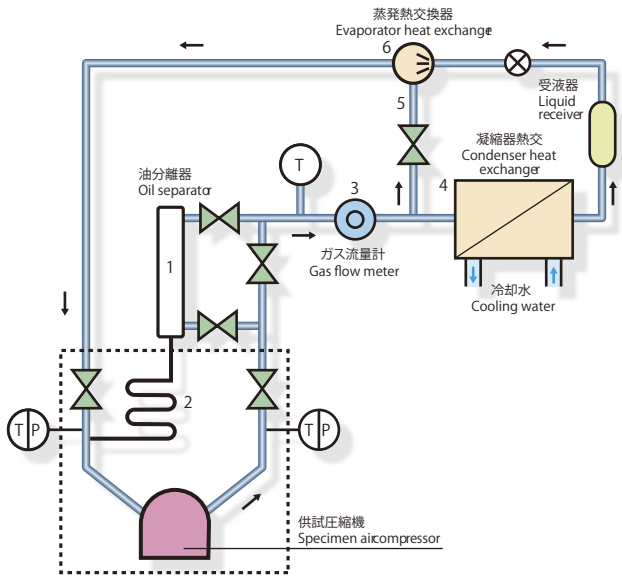 蒸発熱交換器
Evaporator heat exchanger
6
受液器
Liquid
receiver
5
凝縮器熱交
Condenser heat
exchanger
油分離器
Oil separator
T
3
4
1
ガス流量計
Gas flow meter
冷却水
Cooling water
2
T P
T P
供試圧縮機
Specimen aircompressor